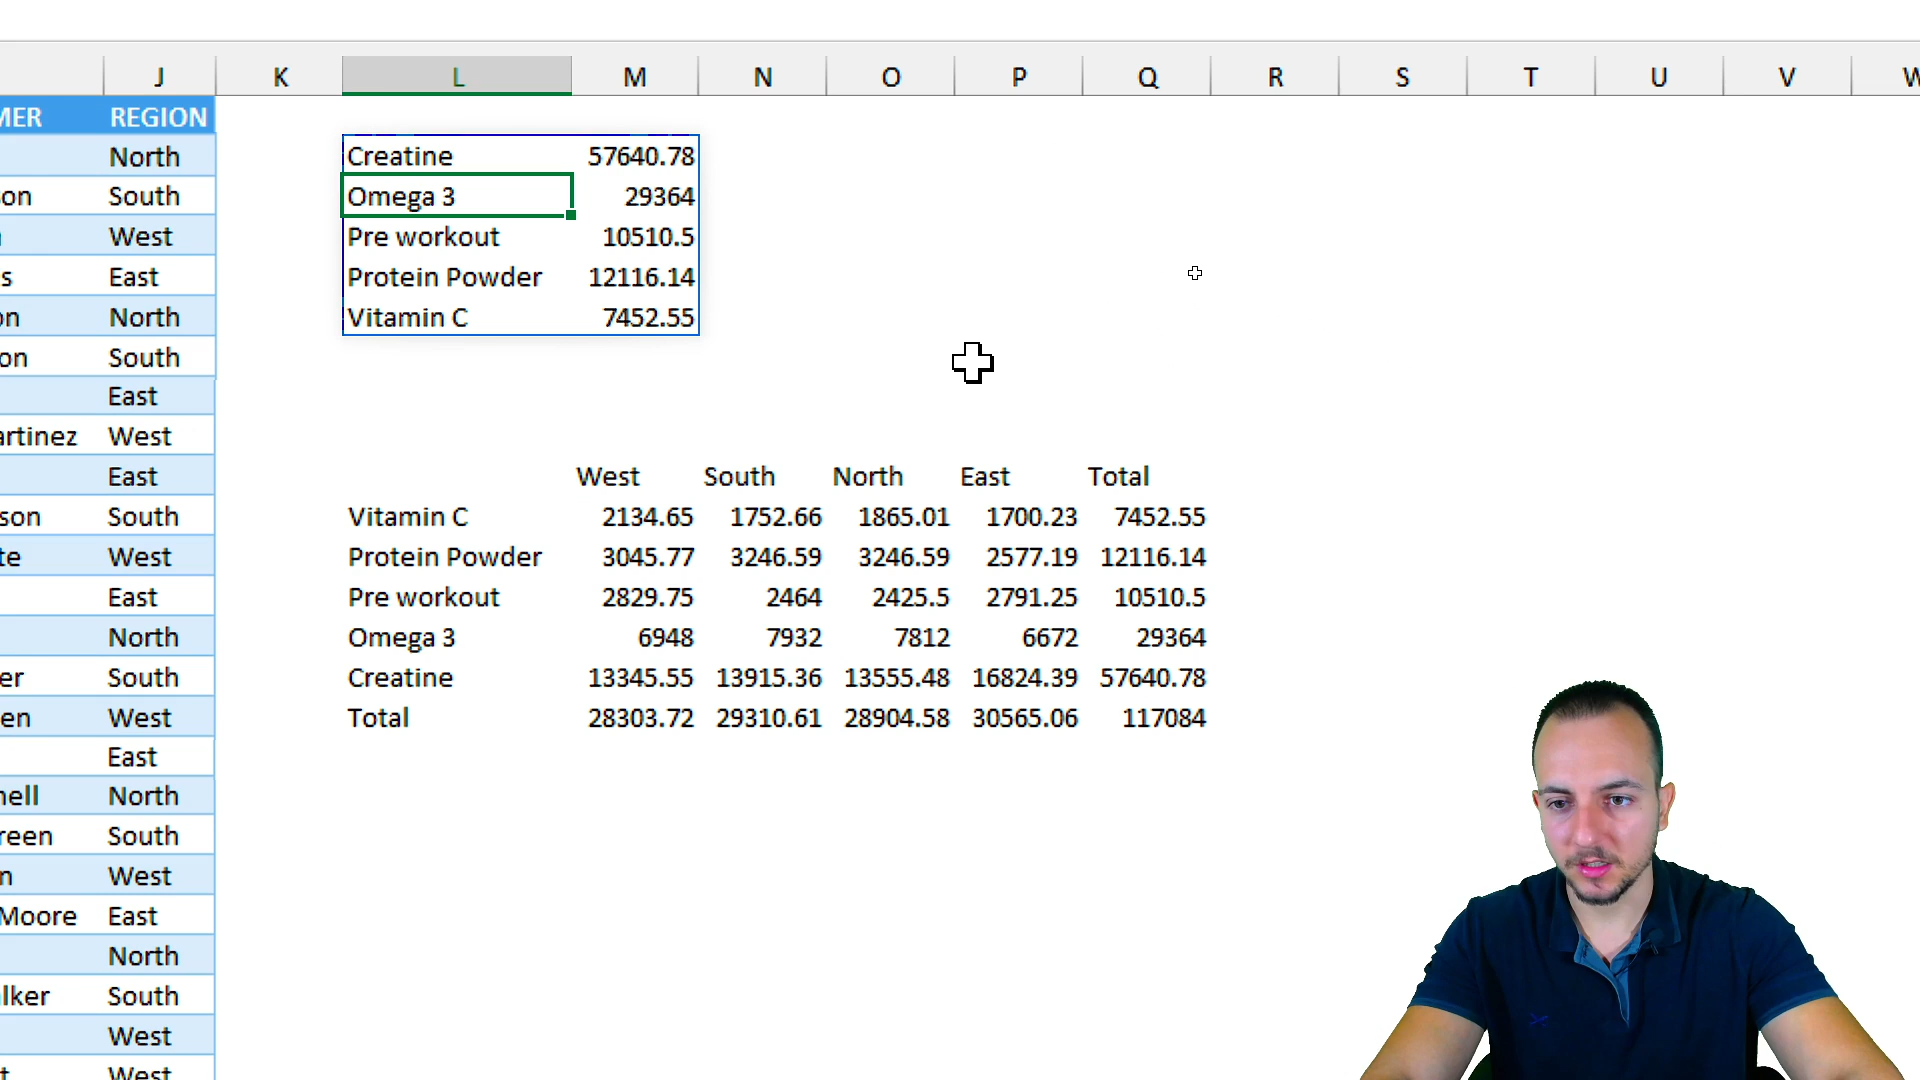 J K L M N O P Q R S T U V W
MER REGION
North
son South
West
s East
on North
son South
East
artinez West
East
son South
te West
East
North
er South
en West
East
nell North
reen South
n West
Moore East
North
lker South
West
t West
Creatine 57640.78
Omega 3 29364
Pre workout 10510.5
Protein Powder 12116.14
Vitamin C 7452.55
West South North East Total
Vitamin C 2134.65 1752.66 1865.01 1700.23 7452.55
Protein Powder 3045.77 3246.59 3246.59 2577.19 12116.14
Pre workout 2829.75 2464 2425.5 2791.25 10510.5
Omega 3 6948 7932 7812 6672 29364
Creatine 13345.55 13915.36 13555.48 16824.39 57640.78
Total 28303.72 29310.61 28904.58 30565.06 117084